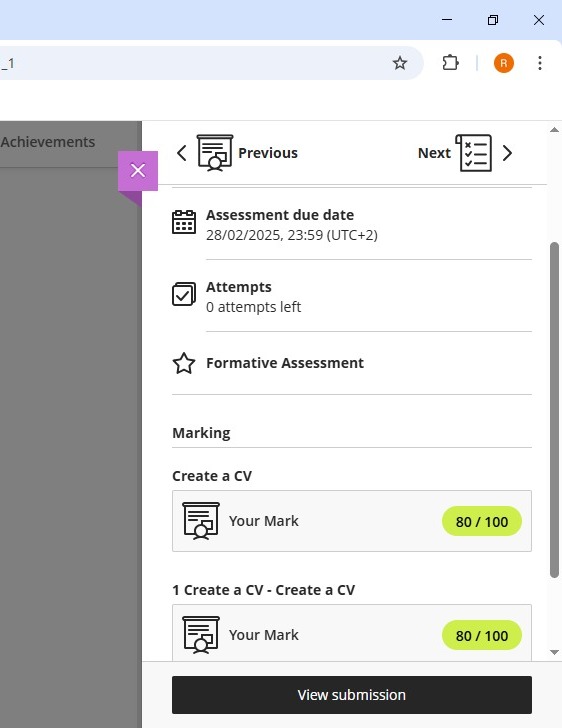 _1
R
Achievements
Previous
Next
Assessment due date
28/02/2025, 23:59 (UTC+2)
Attempts
0 attempts left
Formative Assessment
Marking
Create a CV
Your Mark
80 / 100
1 Create a CV - Create a CV
Your Mark
80 / 100
View submission